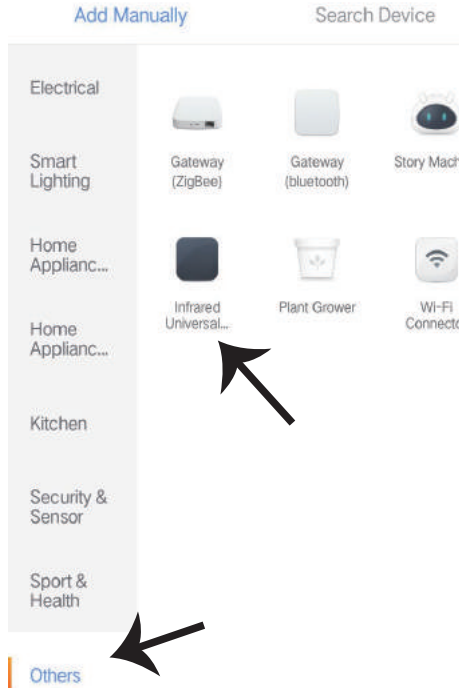 Add Manually
Search Device
Electrical
Smart
Lighting
Home
Applianc...
Home
Applianc...
Kitchen
Security &
Sensor
Sport &
Health
Others
Gateway
(ZigBee)
Gateway
(bluetooth)
Story Mach
Infrared
Universal...
Plant Grower
Wi-Fi
Connecto